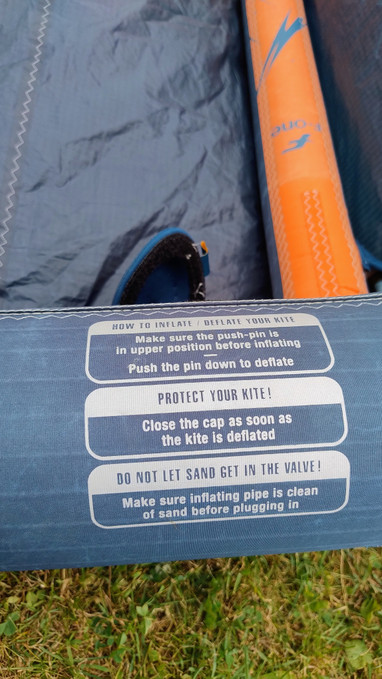 one
HOW TO INFLATE / DEFLATE YOUR KITE
Make sure the push-pin is
in upper position before inflating
Push the pin down to deflate
PROTECT YOUR KITE!
Close the cap as soon as
the kite is deflated
DO NOT LET SAND GET IN THE VALVE!
Make sure inflating pipe is clean
of sand before plugging in